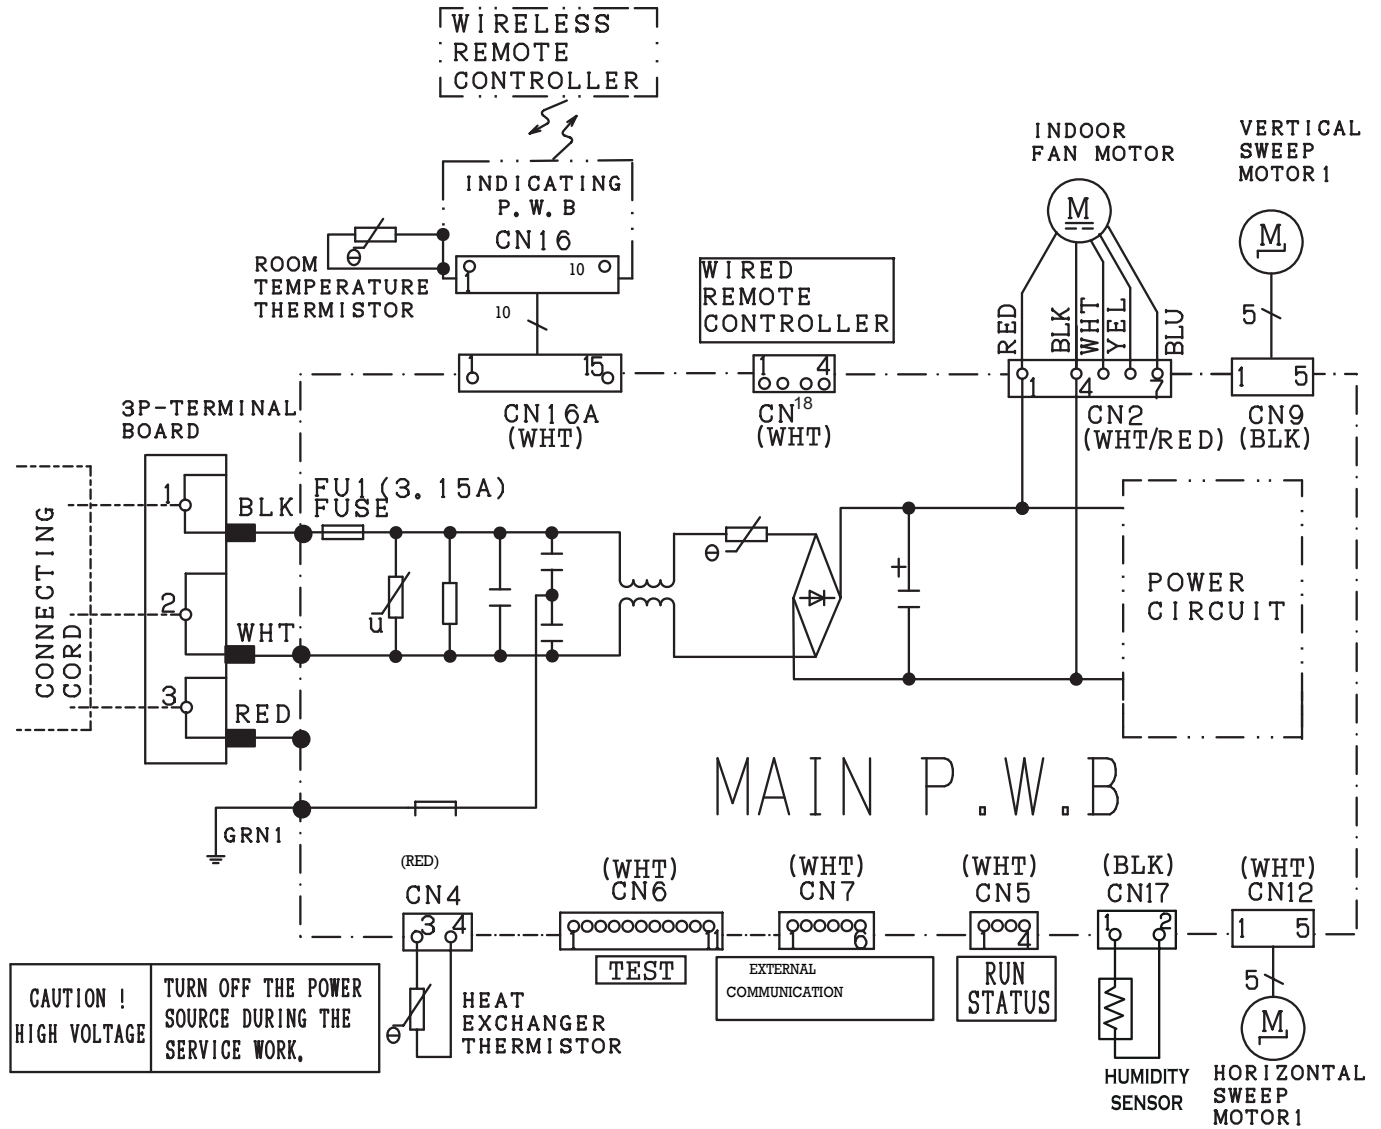 WIRELESS
REMOTE
CONTROLLER
INDICATING
P.W.B
CN16
1 10
10
ROOM
TEMPERATURE
THERMISTOR
θ
WIRED
REMOTE
CONTROLLER
INDOOR
FAN MOTOR
M
VERTICAL
SWEEP
MOTOR1
M
5
RED
BLK
WHT
YEL
BLU
1 15
CN16A
(WHT)
1 4
CN18
(WHT)
1 4 7
CN2
(WHT/RED)
1 5
CN9
(BLK)
3P-TERMINAL
BOARD
CONNECTING
CORD
1
2
3
BLK
WHT
RED
FU1(3.15A)
FUSE
u
θ
+
POWER
CIRCUIT
MAIN P.W.B
GRN1
(RED)
CN4
3 4
(WHT)
CN6
1 11
TEST
(WHT)
CN7
1 6
EXTERNAL
COMMUNICATION
(WHT)
CN5
1 4
RUN
STATUS
(BLK)
CN17
1 2
HUMIDITY
SENSOR
(WHT)
CN12
1 5
5
M
HORIZONTAL
SWEEP
MOTOR1
θ
HEAT
EXCHANGER
THERMISTOR
CAUTION !
HIGH VOLTAGE
TURN OFF THE POWER
SOURCE DURING THE
SERVICE WORK.